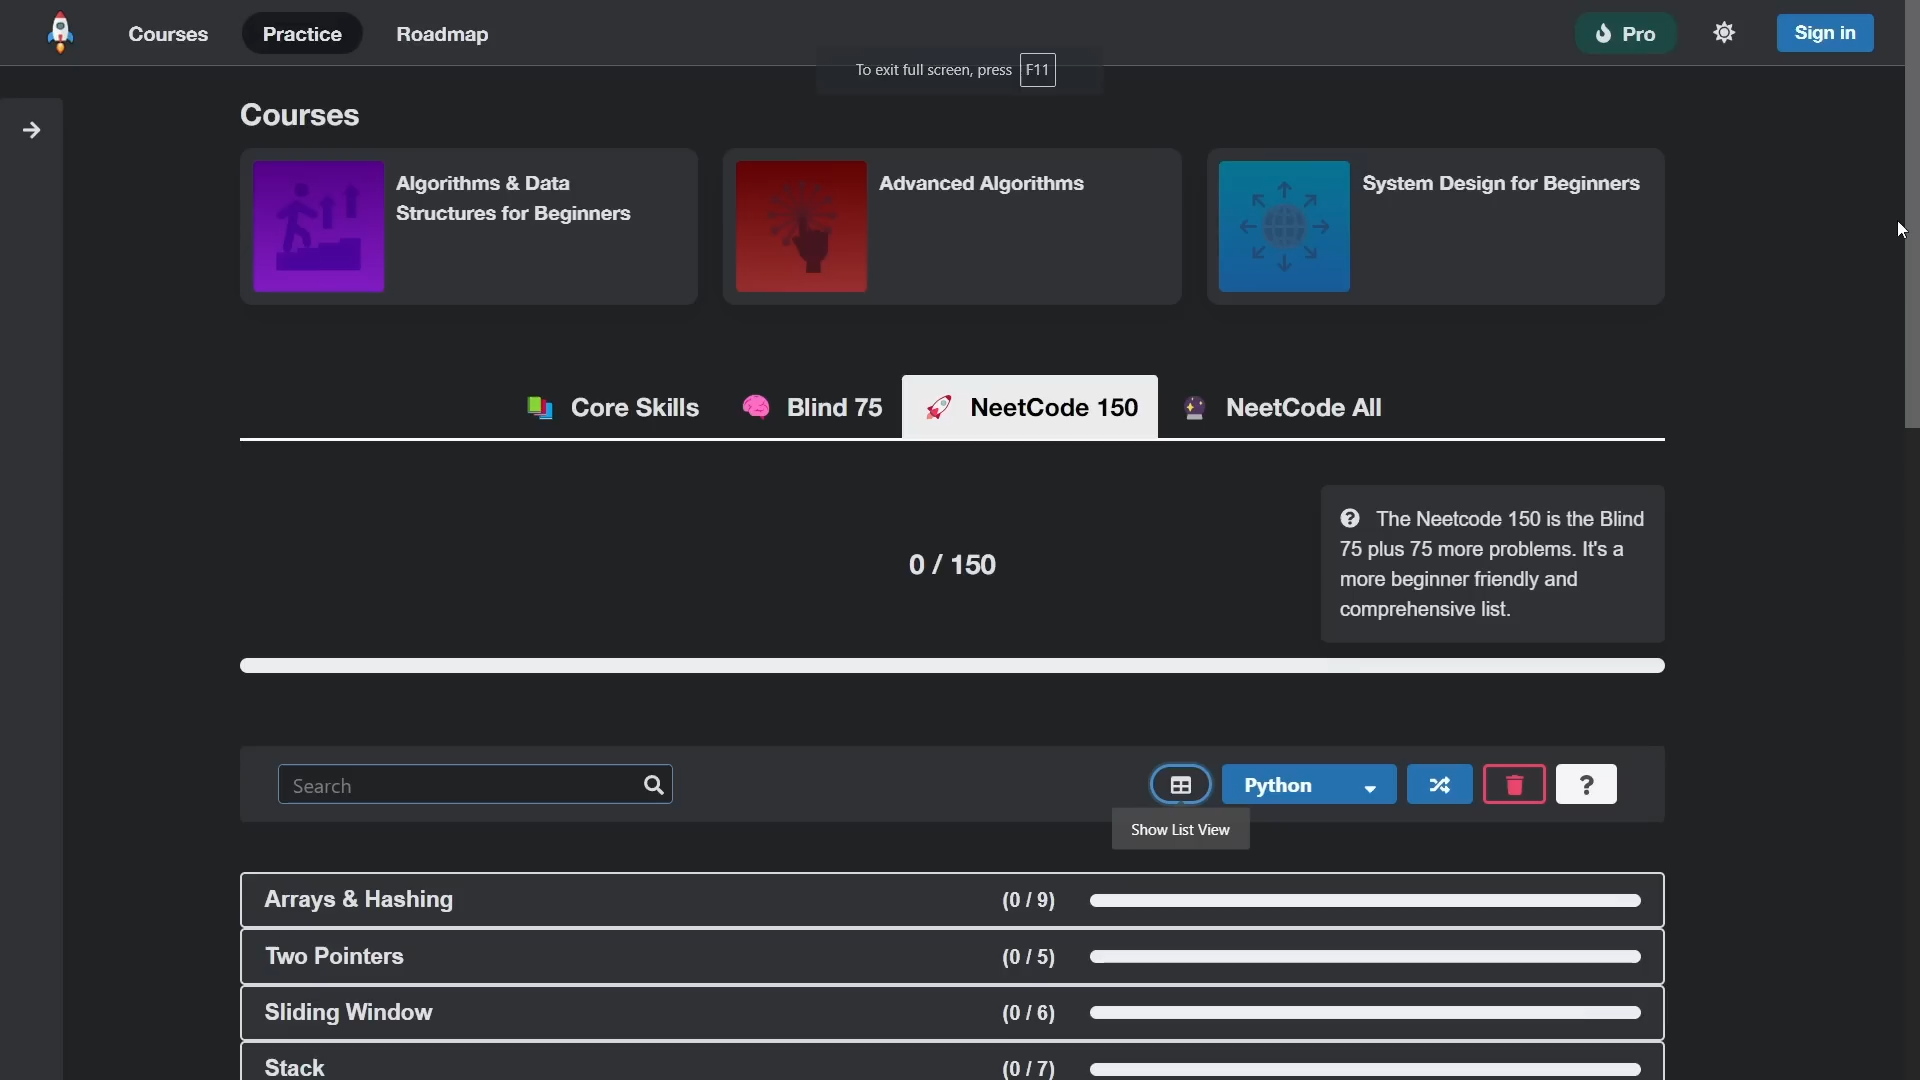 Courses
Practice
Roadmap
Pro
Sign in
To exit full screen, press F11
Courses
Algorithms & Data
Structures for Beginners
Advanced Algorithms
System Design for Beginners
Core Skills
Blind 75
NeetCode 150
NeetCode All
0 / 150
? The Neetcode 150 is the Blind
75 plus 75 more problems. It's a
more beginner friendly and
comprehensive list.
Search
Python
?
Show List View
Arrays & Hashing (0 / 9)
Two Pointers (0 / 5)
Sliding Window (0 / 6)
Stack (0 / 7)